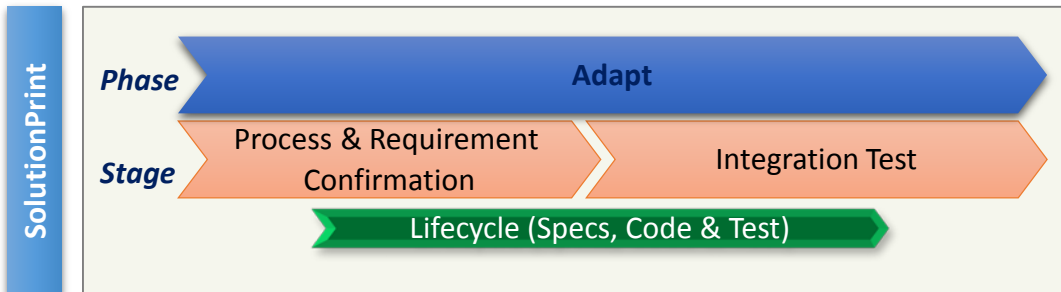 SolutionPrint
Phase
Adapt
Stage
Process & Requirement
Confirmation
Integration Test
Lifecycle (Specs, Code & Test)